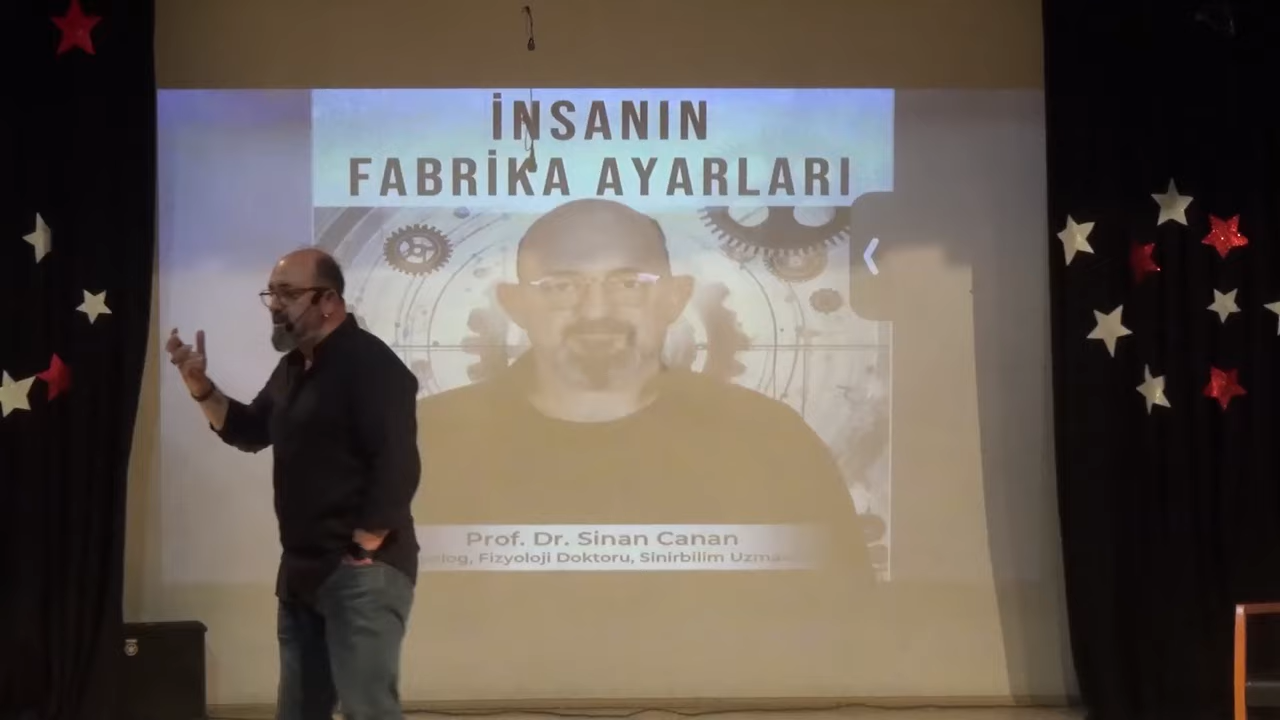 İNSANIN
FABRİKA AYARLARI
Prof. Dr. Sinan Canan
Fizyoloji Doktoru, Sinirbilim